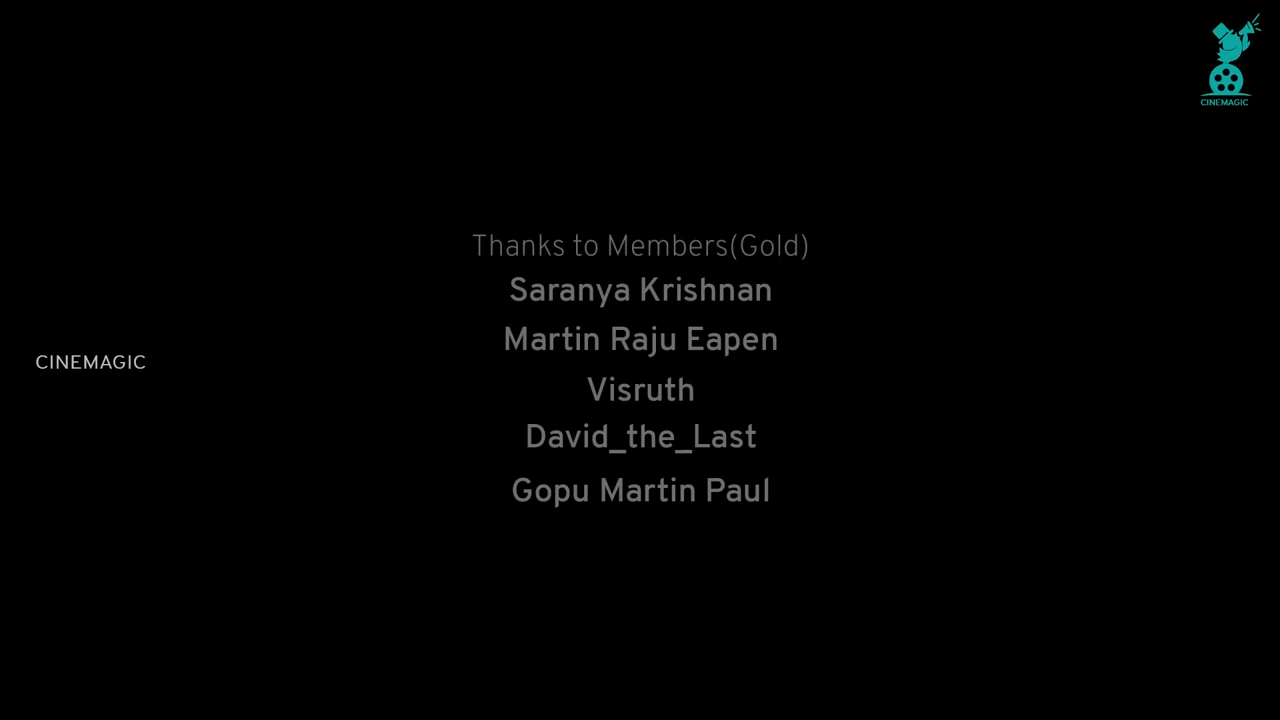 CINEMAGIC
Thanks to Members(Gold)
Saranya Krishnan
Martin Raju Eapen
Visruth
David_the_Last
Gopu Martin Paul
CINEMAGIC